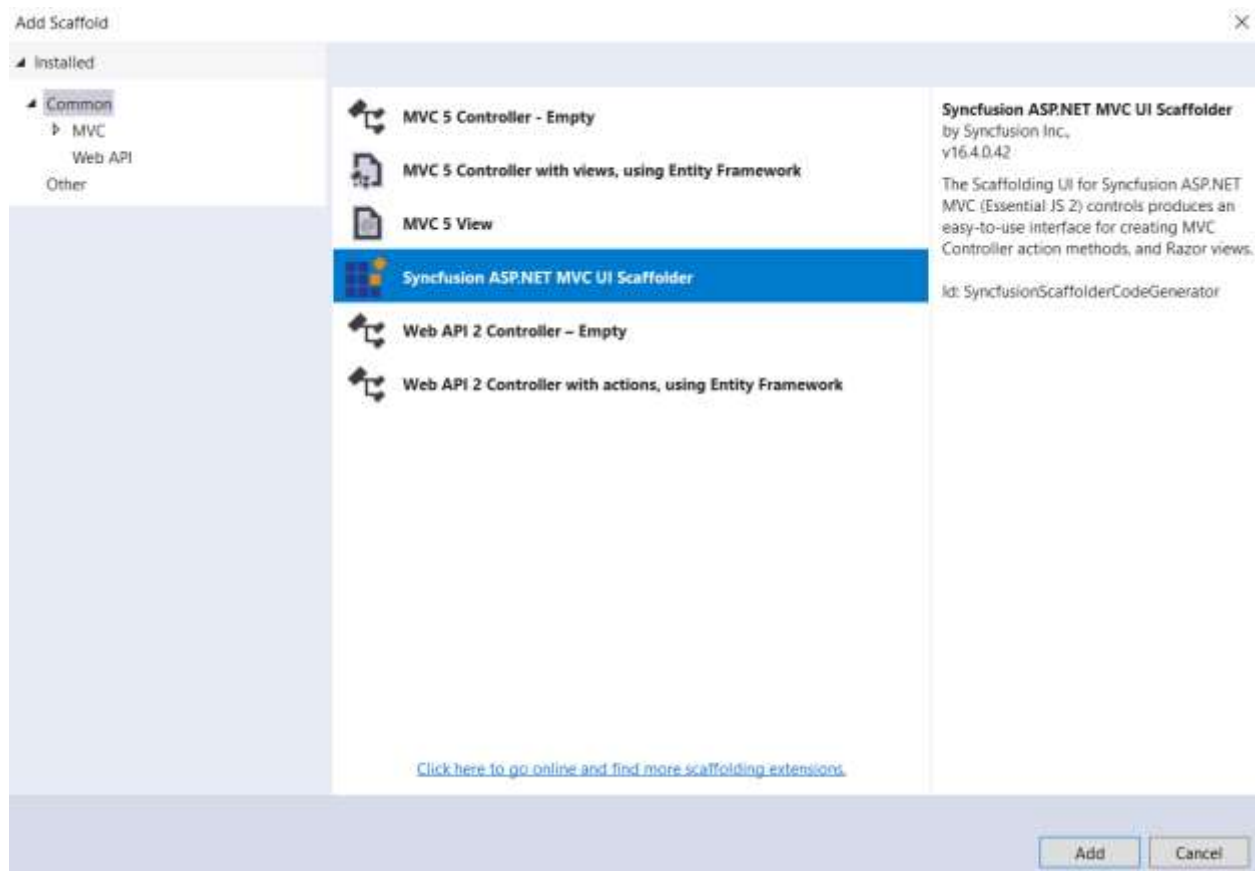 Add Scaffold
Installed
Common
MVC
Web API
Other
MVC 5 Controller - Empty
MVC 5 Controller with views, using Entity Framework
MVC 5 View
Syncfusion ASP.NET MVC UI Scaffolder
Web API 2 Controller – Empty
Web API 2 Controller with actions, using Entity Framework
Click here to go online and find more scaffolding extensions.
Syncfusion ASP.NET MVC UI Scaffolder
by Syncfusion Inc.,
v16.4.0.42
The Scaffolding UI for Syncfusion ASP.NET
MVC (Essential JS 2) controls produces an
easy-to-use interface for creating MVC
Controller action methods, and Razor views.
Id: SyncfusionScaffolderCodeGenerator
Add
Cancel